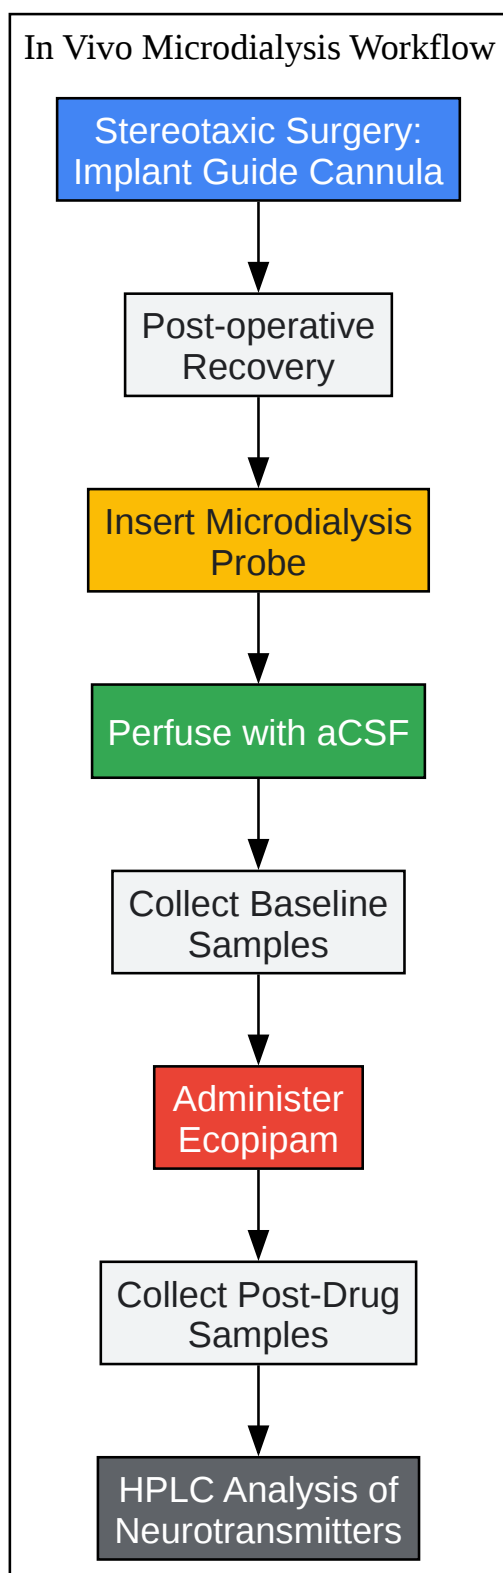 In Vivo Microdialysis Workflow
Stereotaxic Surgery:
Implant Guide Cannula
Post-operative
Recovery
Insert Microdialysis
Probe
Perfuse with aCSF
Collect Baseline
Samples
Administer
Ecopipam
Collect Post-Drug
Samples
HPLC Analysis of
Neurotransmitters